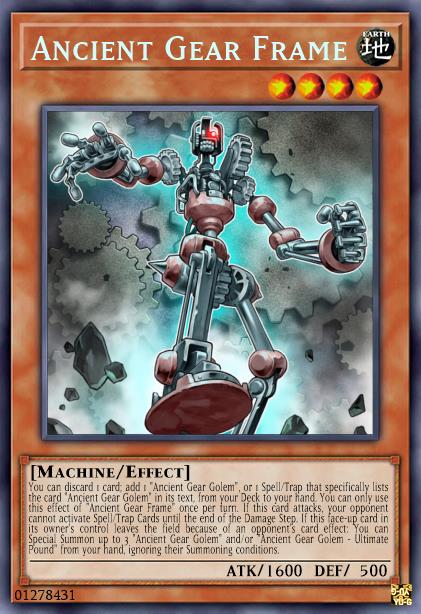 ANCIENT GEAR FRAME
EARTH
地
[MACHINE/EFFECT]
You can discard 1 card; add 1 "Ancient Gear Golem", or 1 Spell/Trap that specifically lists
the card "Ancient Gear Golem" in its text, from your Deck to your hand. You can only use
this effect of "Ancient Gear Frame" once per turn. If this card attacks, your opponent
cannot activate Spell/Trap Cards until the end of the Damage Step. If this face-up card in
its owner's control leaves the field because of an opponent's card effect: You can
Special Summon up to 3 "Ancient Gear Golem" and/or "Ancient Gear Golem - Ultimate
Pound" from your hand, ignoring their Summoning conditions.
ATK/1600 DEF/ 500
01278431